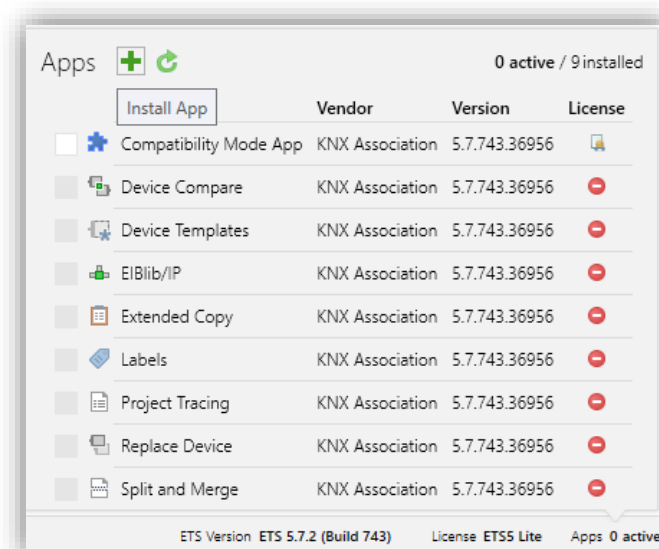 Apps 0 active / 9 installed
Install App Vendor Version License
Compatibility Mode App KNX Association 5.7.743.36956
Device Compare KNX Association 5.7.743.36956
Device Templates KNX Association 5.7.743.36956
EIBlib/IP KNX Association 5.7.743.36956
Extended Copy KNX Association 5.7.743.36956
Labels KNX Association 5.7.743.36956
Project Tracing KNX Association 5.7.743.36956
Replace Device KNX Association 5.7.743.36956
Split and Merge KNX Association 5.7.743.36956
ETS Version ETS 5.7.2 (Build 743) License ETS5 Lite Apps 0 active